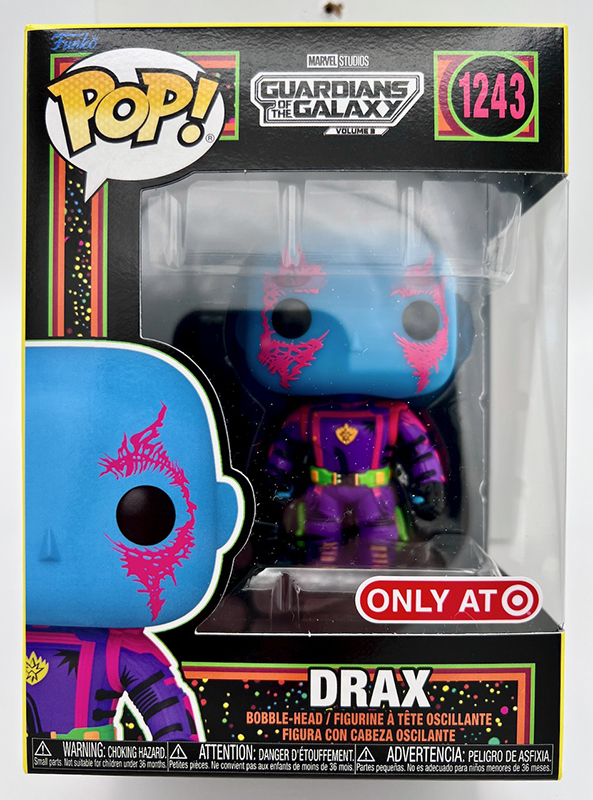 Funko
POP!®
MARVEL STUDIOS
GUARDIANS
OF THE GALAXY
VOLUME 3
1243
ONLY AT
DRAX
BOBBLE-HEAD / FIGURINE À TÊTE OSCILLANTE
FIGURA CON CABEZA OSCILANTE
WARNING: CHOKING HAZARD.
Small parts. Not suitable for children under 36 months.
ATTENTION: DANGER D'ÉTOUFFEMENT.
Petites pièces. Ne convient pas aux enfants de moins de 36 mois.
ADVERTENCIA: PELIGRO DE ASFIXIA.
Partes pequeñas. No es adecuado para niños menores de 36 meses.